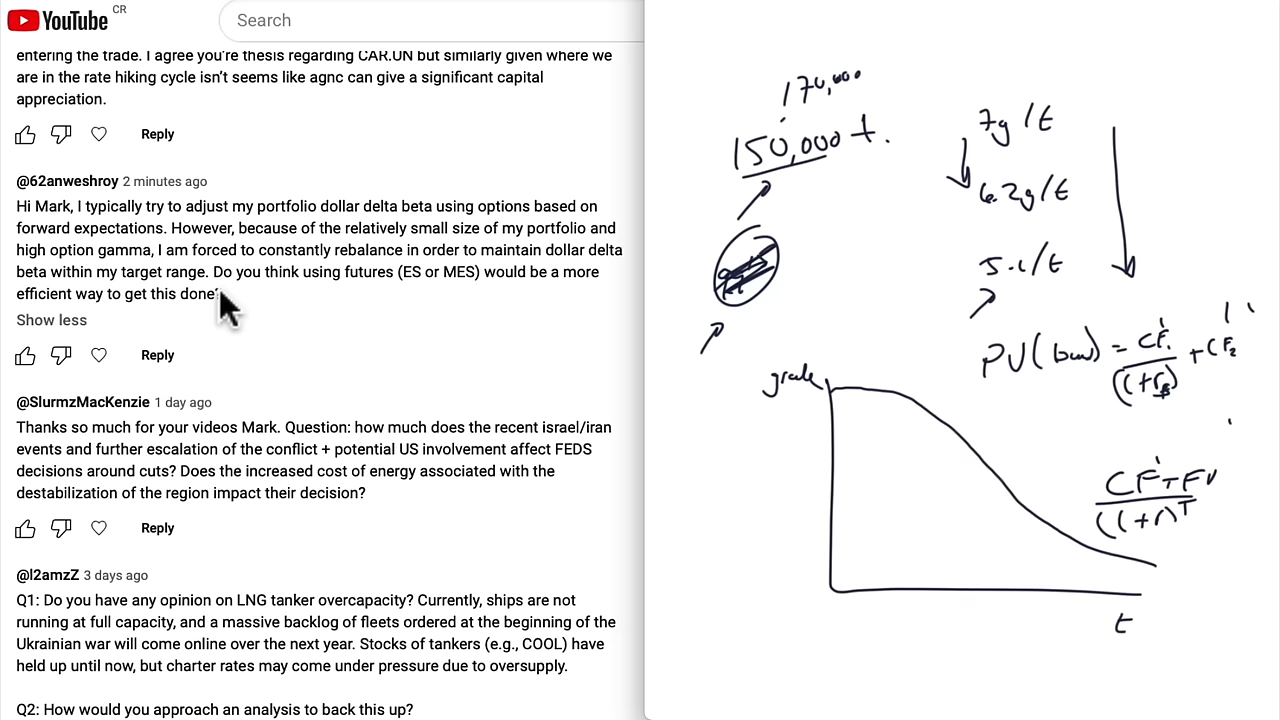 YouTube CR
Search
entering the trade. I agree you're thesis regarding CAR.UN but similarly given where we
are in the rate hiking cycle isn't seems like agnc can give a significant capital
appreciation.
Reply
@62anweshroy 2 minutes ago
Hi Mark, I typically try to adjust my portfolio dollar delta beta using options based on
forward expectations. However, because of the relatively small size of my portfolio and
high option gamma, I am forced to constantly rebalance in order to maintain dollar delta
beta within my target range. Do you think using futures (ES or MES) would be a more
efficient way to get this done?
Show less
Reply
@SlurmzMacKenzie 1 day ago
Thanks so much for your videos Mark. Question: how much does the recent israel/iran
events and further escalation of the conflict + potential US involvement affect FEDS
decisions around cuts? Does the increased cost of energy associated with the
destabilization of the region impact their decision?
Reply
@l2amzZ 3 days ago
Q1: Do you have any opinion on LNG tanker overcapacity? Currently, ships are not
running at full capacity, and a massive backlog of fleets ordered at the beginning of the
Ukrainian war will come online over the next year. Stocks of tankers (e.g., COOL) have
held up until now, but charter rates may come under pressure due to oversupply.
Q2: How would you approach an analysis to back this up?
170,000
150,000 t.
7g/t
6.2g/t
PV(bond) = CF1 + CF2
grade
t